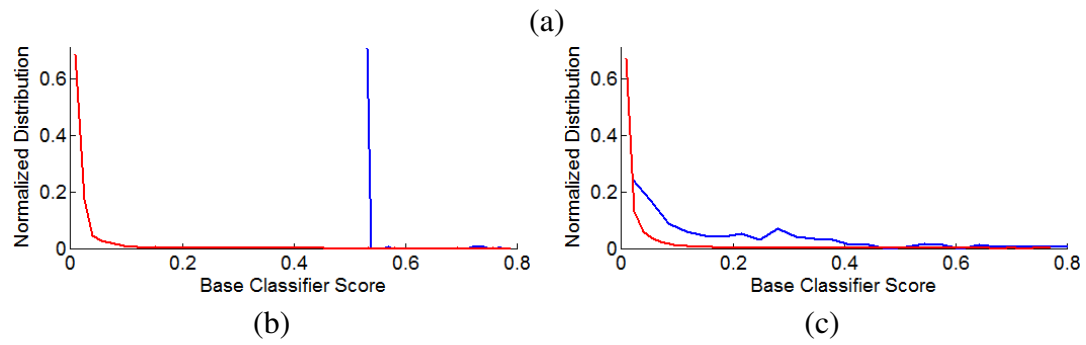 (a)
Normalized Distribution
0.6
0.4
0.2
0
0 0.2 0.4 0.6 0.8
Base Classifier Score
(b)
Normalized Distribution
0.6
0.4
0.2
0
0 0.2 0.4 0.6 0.8
Base Classifier Score
(c)